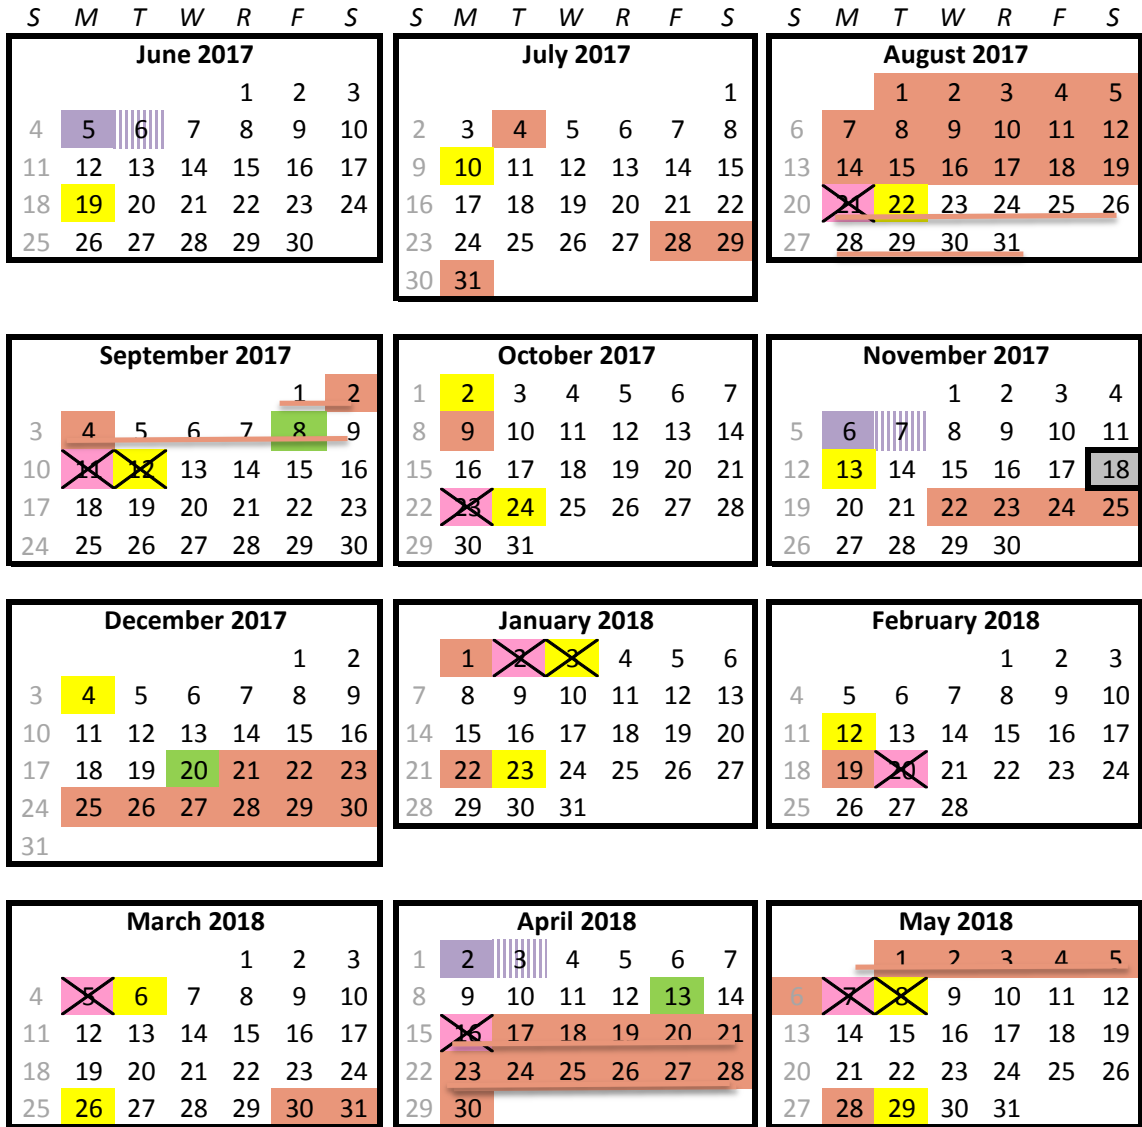 S M T W R F S S M T W R F S S M T W R F S
June 2017
1 2 3
4 5 6 7 8 9 10
11 12 13 14 15 16 17
18 19 20 21 22 23 24
25 26 27 28 29 30
July 2017
1
2 3 4 5 6 7 8
9 10 11 12 13 14 15
16 17 18 19 20 21 22
23 24 25 26 27 28 29
30 31
August 2017
1 2 3 4 5
6 7 8 9 10 11 12
13 14 15 16 17 18 19
20 21 22 23 24 25 26
27 28 29 30 31
September 2017
1 2
3 4 5 6 7 8 9
10 11 12 13 14 15 16
17 18 19 20 21 22 23
24 25 26 27 28 29 30
October 2017
1 2 3 4 5 6 7
8 9 10 11 12 13 14
15 16 17 18 19 20 21
22 23 24 25 26 27 28
29 30 31
November 2017
1 2 3 4
5 6 7 8 9 10 11
12 13 14 15 16 17 18
19 20 21 22 23 24 25
26 27 28 29 30
December 2017
1 2
3 4 5 6 7 8 9
10 11 12 13 14 15 16
17 18 19 20 21 22 23
24 25 26 27 28 29 30
31
January 2018
1 2 3 4 5 6
7 8 9 10 11 12 13
14 15 16 17 18 19 20
21 22 23 24 25 26 27
28 29 30 31
February 2018
1 2 3
4 5 6 7 8 9 10
11 12 13 14 15 16 17
18 19 20 21 22 23 24
25 26 27 28
March 2018
1 2 3
4 5 6 7 8 9 10
11 12 13 14 15 16 17
18 19 20 21 22 23 24
25 26 27 28 29 30 31
April 2018
1 2 3 4 5 6 7
8 9 10 11 12 13 14
15 16 17 18 19 20 21
22 23 24 25 26 27 28
29 30
May 2018
1 2 3 4 5
6 7 8 9 10 11 12
13 14 15 16 17 18 19
20 21 22 23 24 25 26
27 28 29 30 31